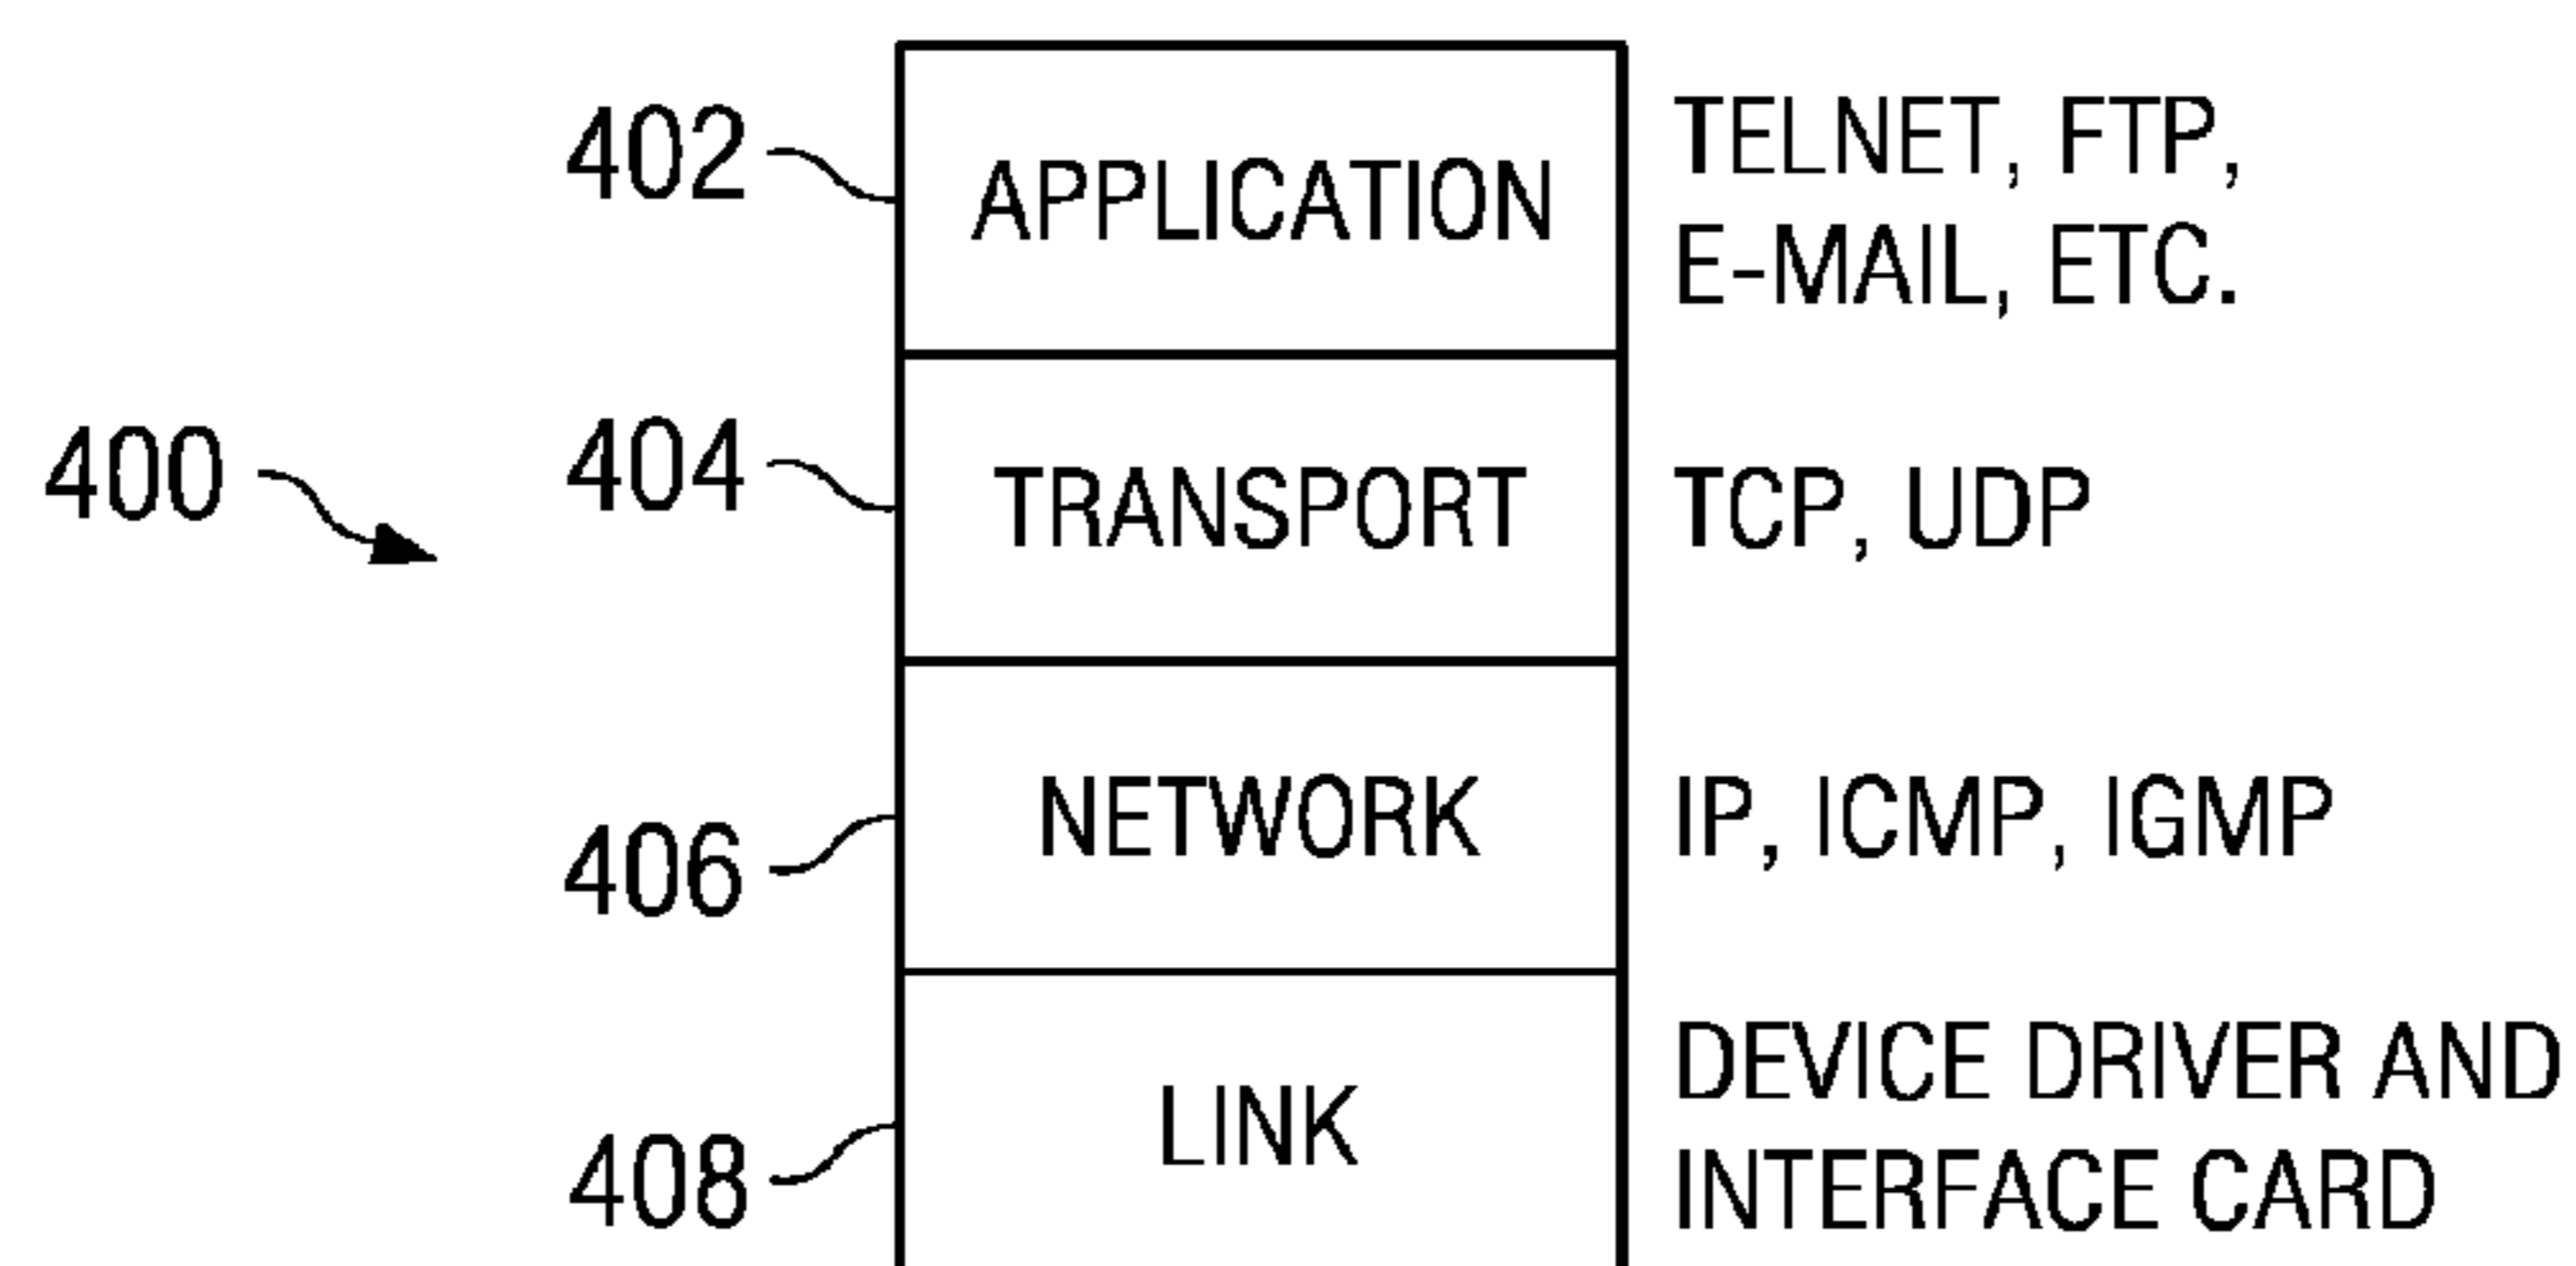 402
APPLICATION
TELNET, FTP,
E-MAIL, ETC.
400
404
TRANSPORT
TCP, UDP
406
NETWORK
IP, ICMP, IGMP
408
LINK
DEVICE DRIVER AND
INTERFACE CARD